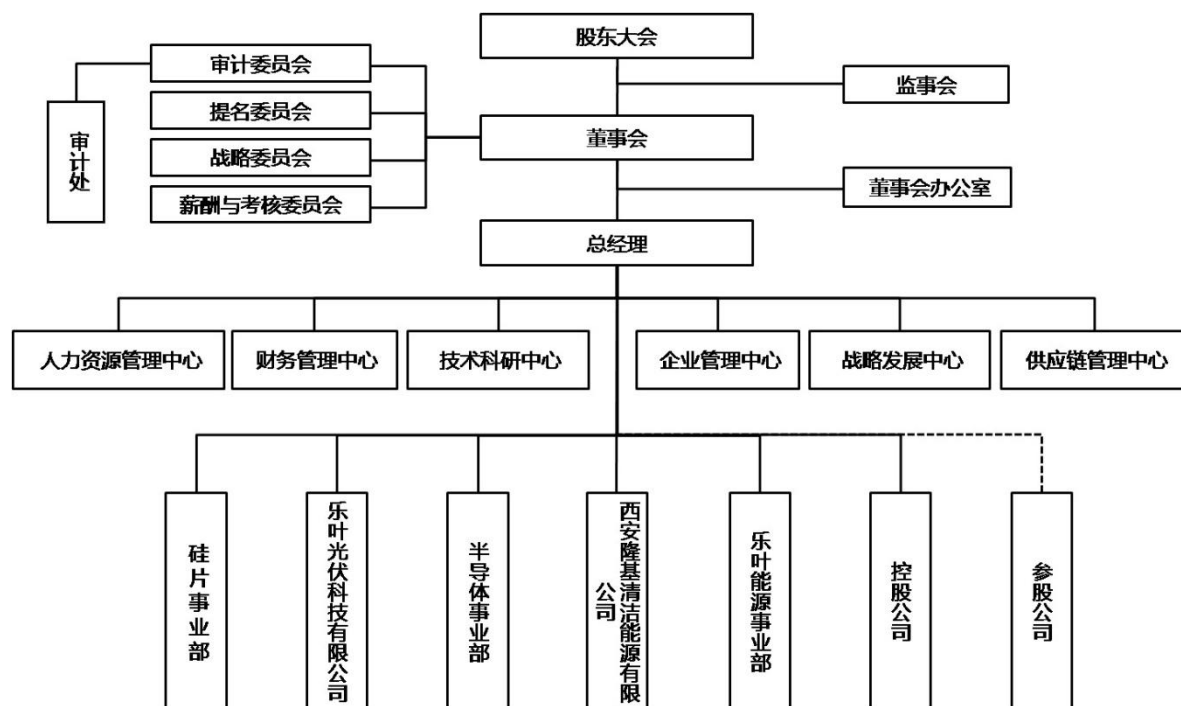 股东大会
审计委员会
监事会
提名委员会
审计处
董事会
战略委员会
董事会办公室
薪酬与考核委员会
总经理
人力资源管理中心
财务管理中心
技术科研中心
企业管理中心
战略发展中心
供应链管理中心
硅片事业部
乐叶光伏科技有限公司
半导体事业部
西安隆基清洁能源有限
公司
乐叶能源事业部
控股公司
参股公司